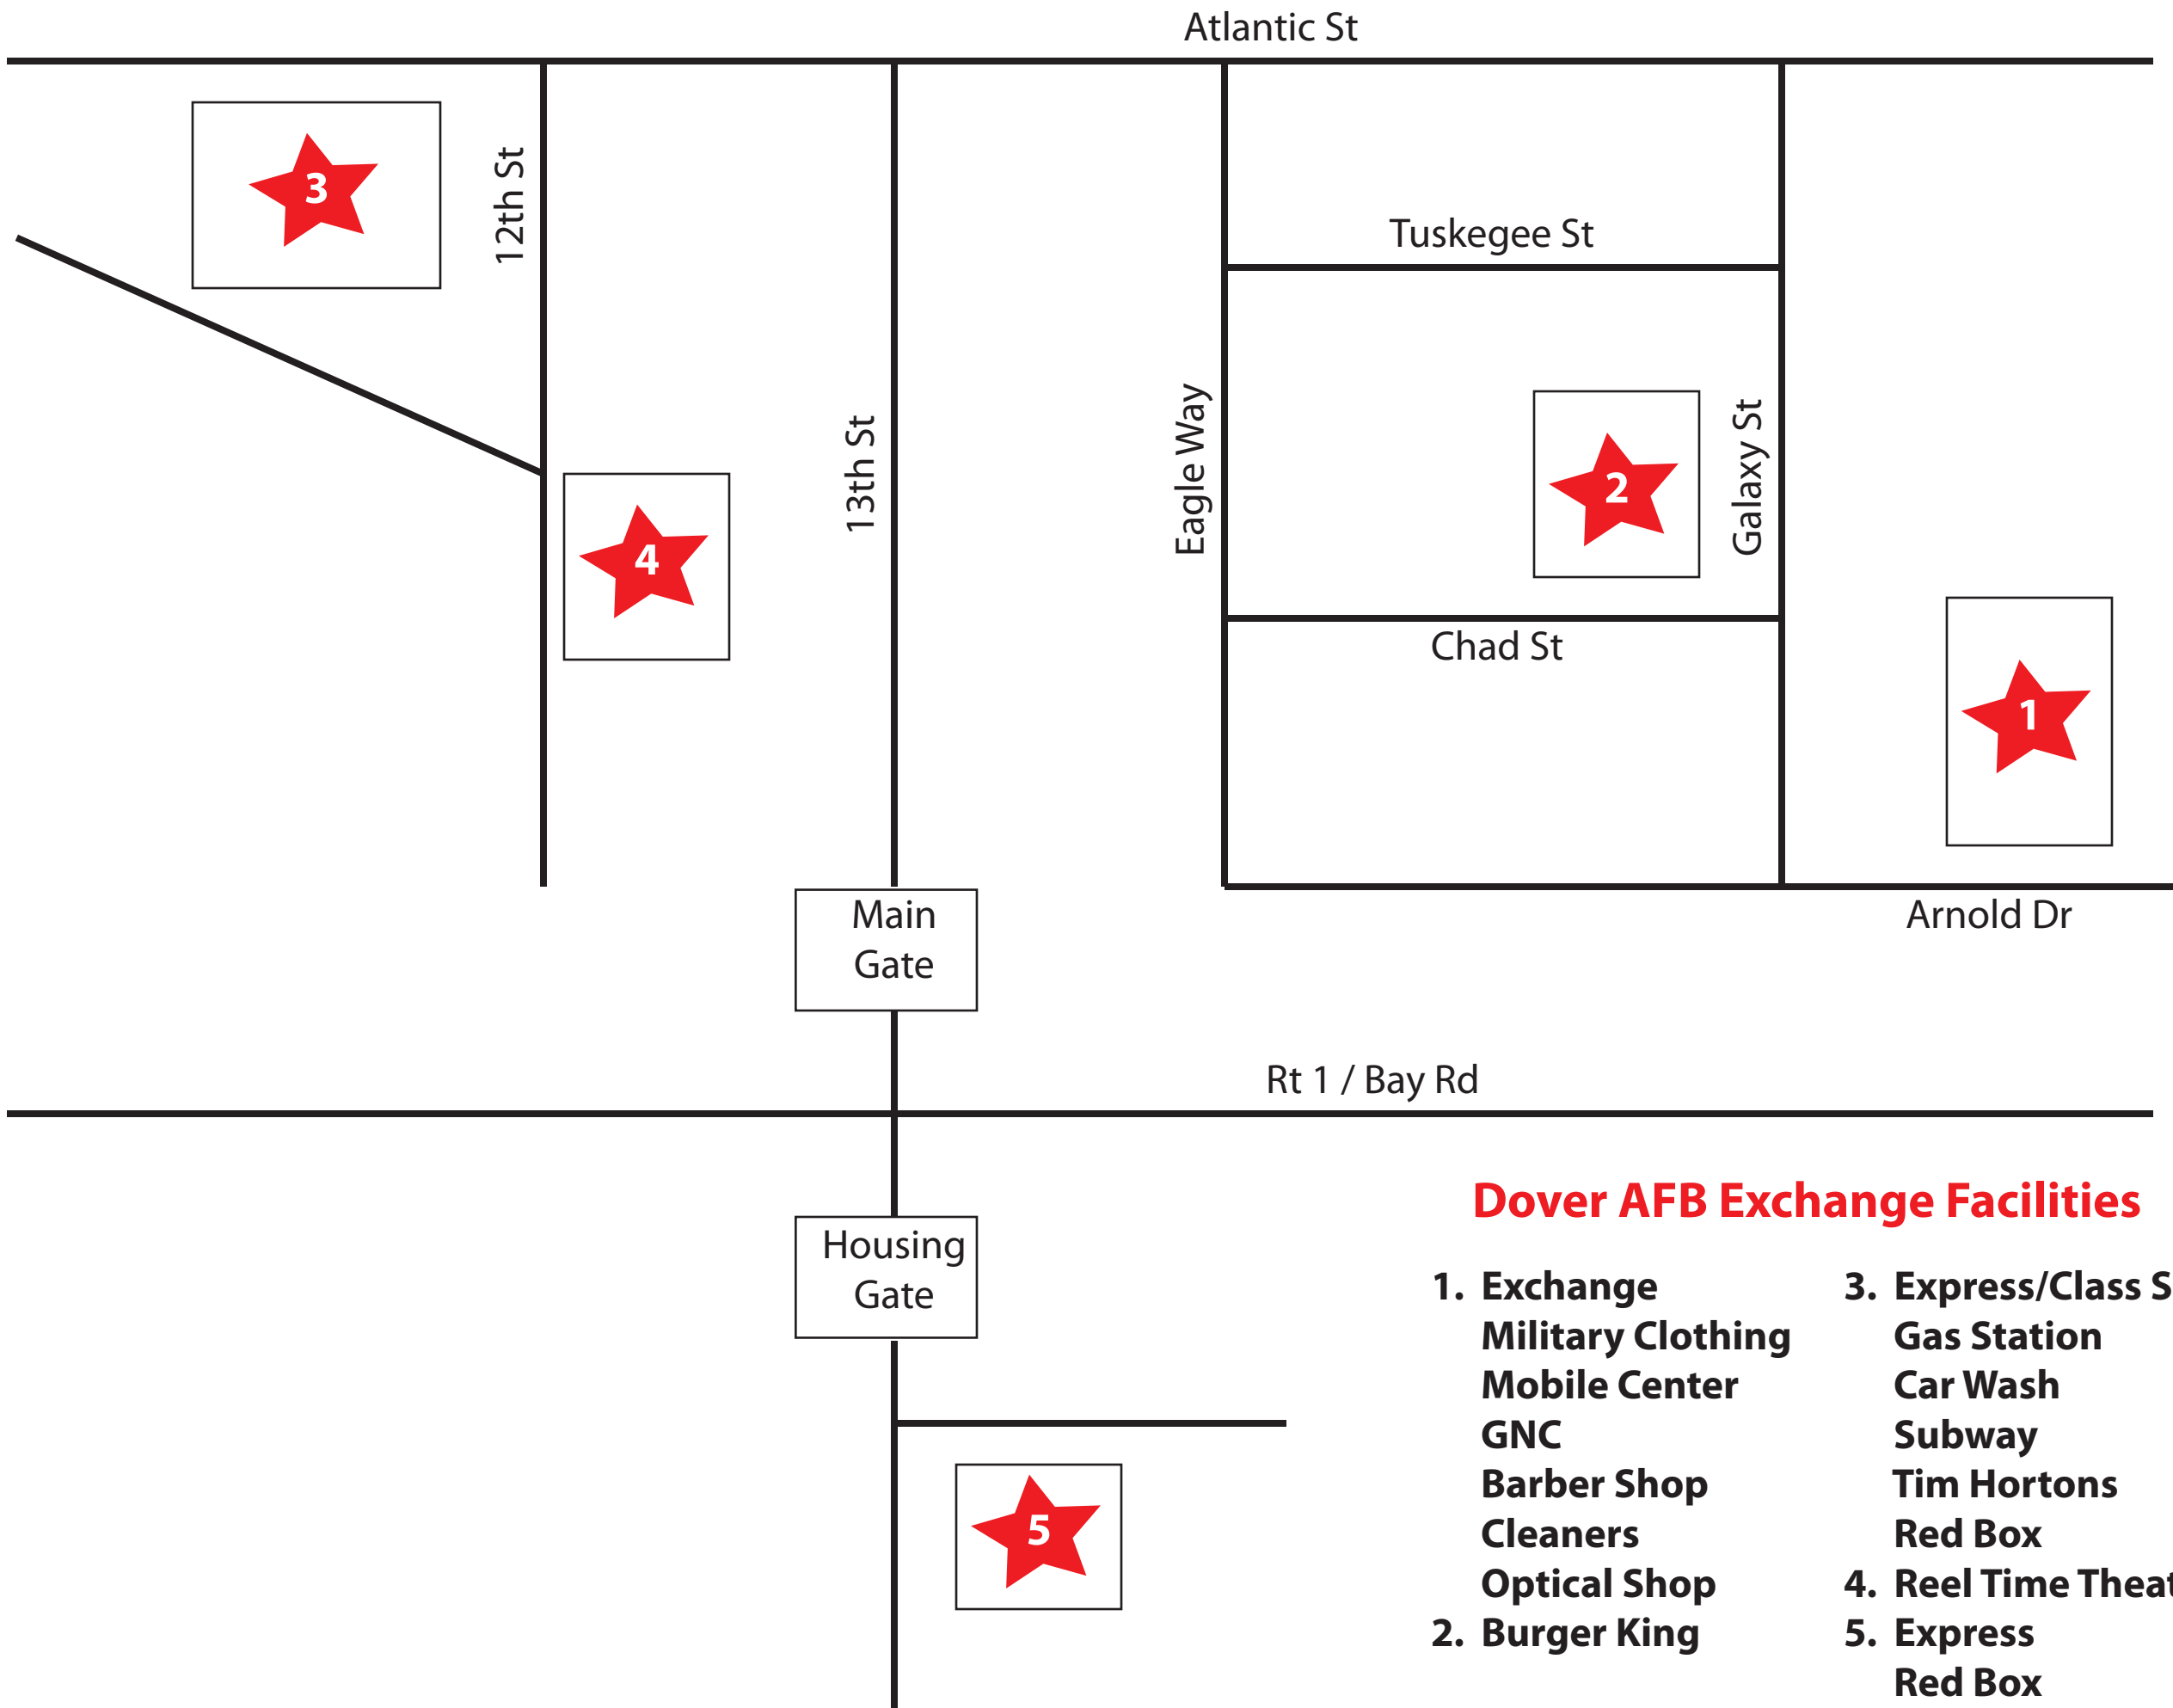 Atlantic St
3
12th St
Tuskegee St
13th St
Eagle Way
2
Galaxy St
4
Chad St
1
Main
Gate
Arnold Dr
Rt 1 / Bay Rd
Housing
Gate
5
Dover AFB Exchange Facilities
1. Exchange
Military Clothing
Mobile Center
GNC
Barber Shop
Cleaners
Optical Shop
2. Burger King
3. Express/Class S
Gas Station
Car Wash
Subway
Tim Hortons
Red Box
4. Reel Time Theat
5. Express
Red Box